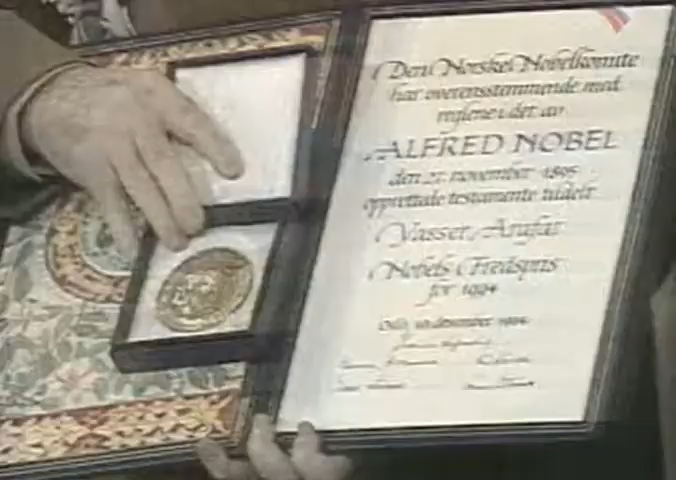 Den Norske Nobelkomite
har overensstemmende med
reglene i det av
ALFRED NOBEL
den 27. november 1895
opprettede testamente tildelt
Yasser Arafat
Nobels Fredspris
for 1994
Oslo, 10. desember 1994